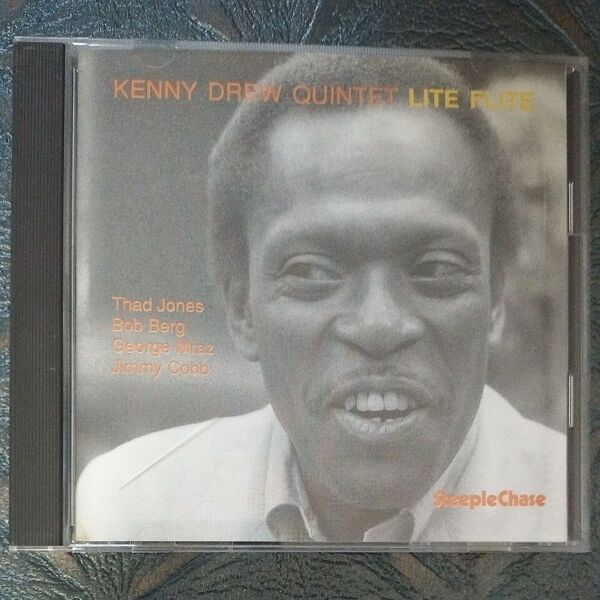 KENNY DREW QUINTET LITE FLITE
Thad Jones
Bob Berg
George Mraz
Jimmy Cobb
SteepleChase